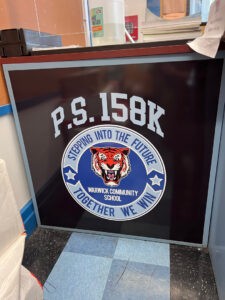 P.S. 158K
STEPPING INTO THE FUTURE
WARWICK COMMUNITY
SCHOOL
TOGETHER WE WIN